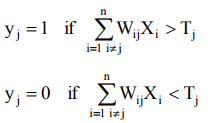 y_j = 1 if n ∑ i=1 i≠j W_ij X_i > T_j
y_j = 0 if n ∑ i=1 i≠j W_ij X_i < T_j